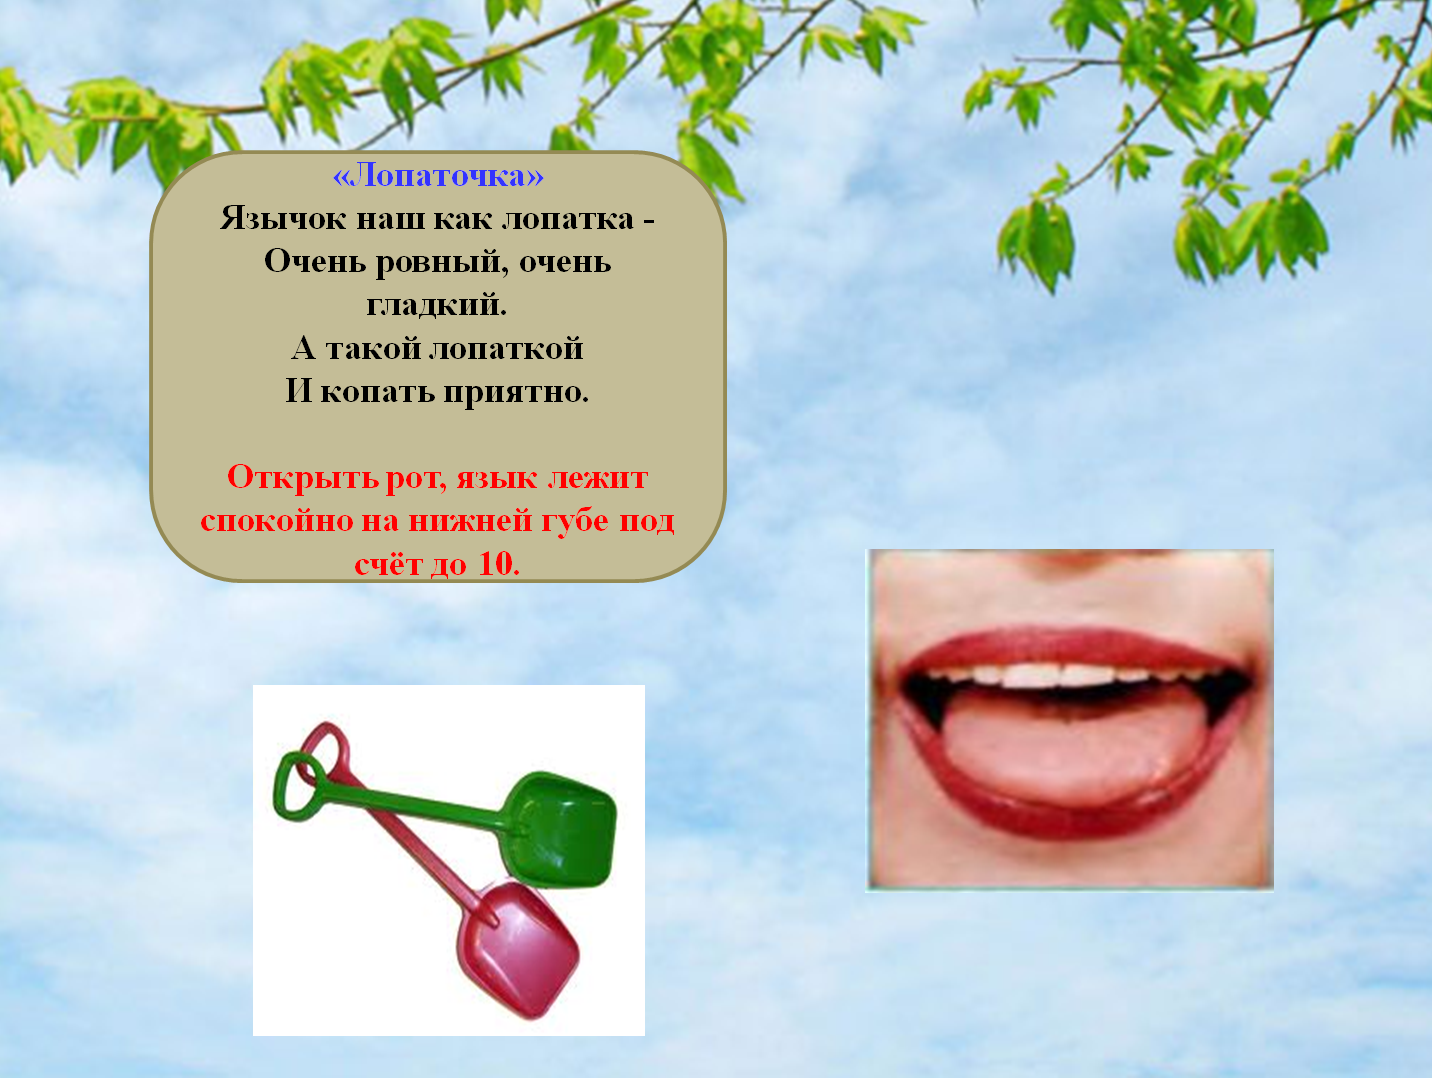 «Лопаточка»
Язычок наш как лопатка -
Очень ровный, очень
гладкий.
А такой лопаткой
И копать приятно.
Открыть рот, язык лежит
спокойно на нижней губе под
счёт до 10.